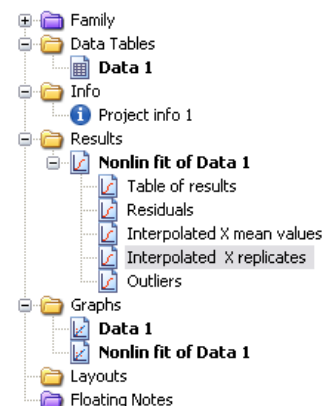 Family
Data Tables
Data 1
Info
Project info 1
Results
Nonlin fit of Data 1
Table of results
Residuals
Interpolated X mean values
Interpolated X replicates
Outliers
Graphs
Data 1
Nonlin fit of Data 1
Layouts
Floating Notes